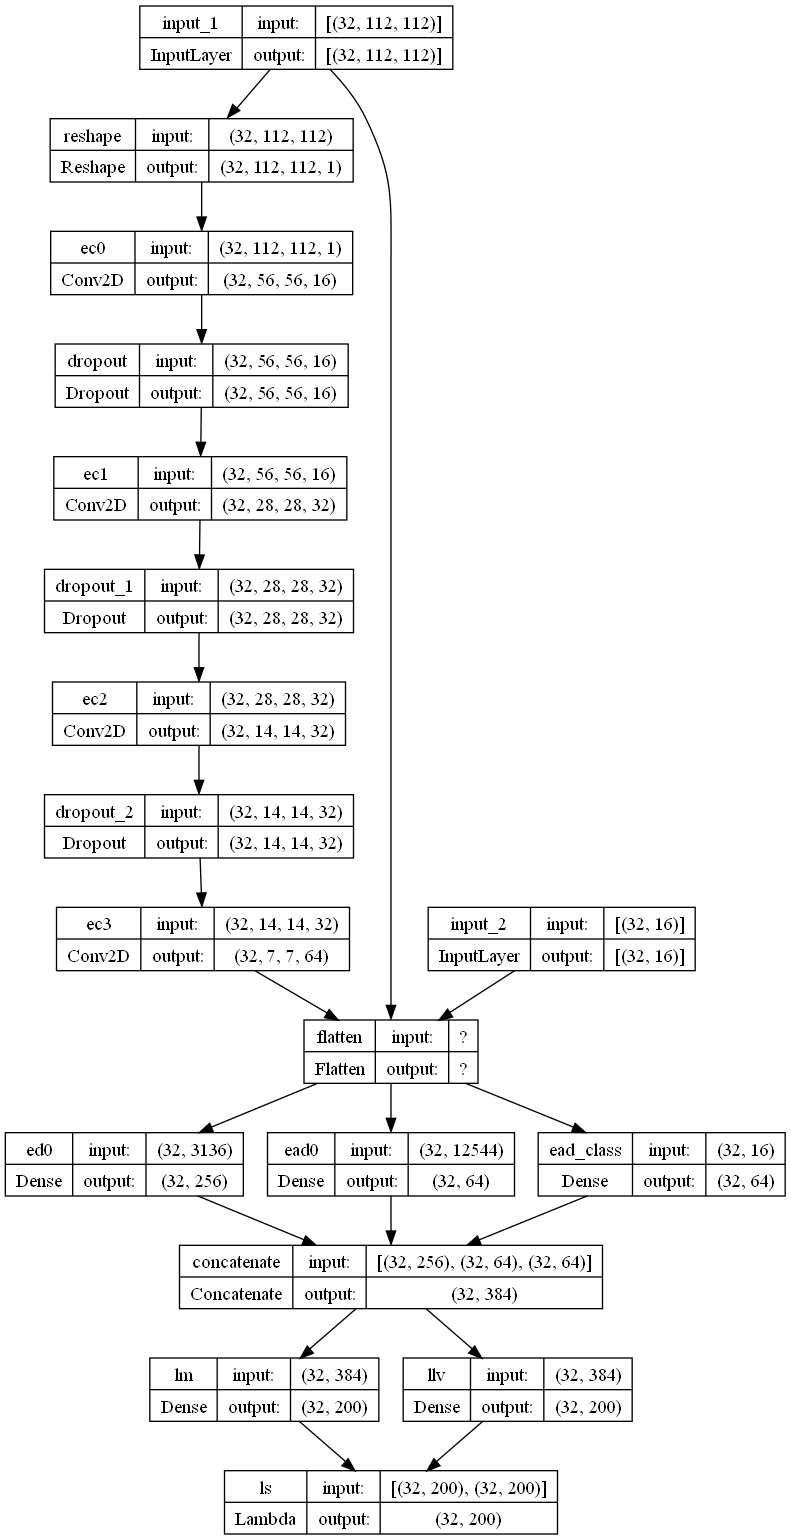 input_1 input: [(32, 112, 112)]
InputLayer output: [(32, 112, 112)]
reshape input: (32, 112, 112)
Reshape output: (32, 112, 112, 1)
ec0 input: (32, 112, 112, 1)
Conv2D output: (32, 56, 56, 16)
dropout input: (32, 56, 56, 16)
Dropout output: (32, 56, 56, 16)
ec1 input: (32, 56, 56, 16)
Conv2D output: (32, 28, 28, 32)
dropout_1 input: (32, 28, 28, 32)
Dropout output: (32, 28, 28, 32)
ec2 input: (32, 28, 28, 32)
Conv2D output: (32, 14, 14, 32)
dropout_2 input: (32, 14, 14, 32)
Dropout output: (32, 14, 14, 32)
ec3 input: (32, 14, 14, 32)
Conv2D output: (32, 7, 7, 64)
input_2 input: [(32, 16)]
InputLayer output: [(32, 16)]
flatten input: ?
Flatten output: ?
ed0 input: (32, 3136)
Dense output: (32, 256)
ead0 input: (32, 12544)
Dense output: (32, 64)
ead_class input: (32, 16)
Dense output: (32, 64)
concatenate input: [(32, 256), (32, 64), (32, 64)]
Concatenate output: (32, 384)
lm input: (32, 384)
Dense output: (32, 200)
llv input: (32, 384)
Dense output: (32, 200)
ls input: [(32, 200), (32, 200)]
Lambda output: (32, 200)